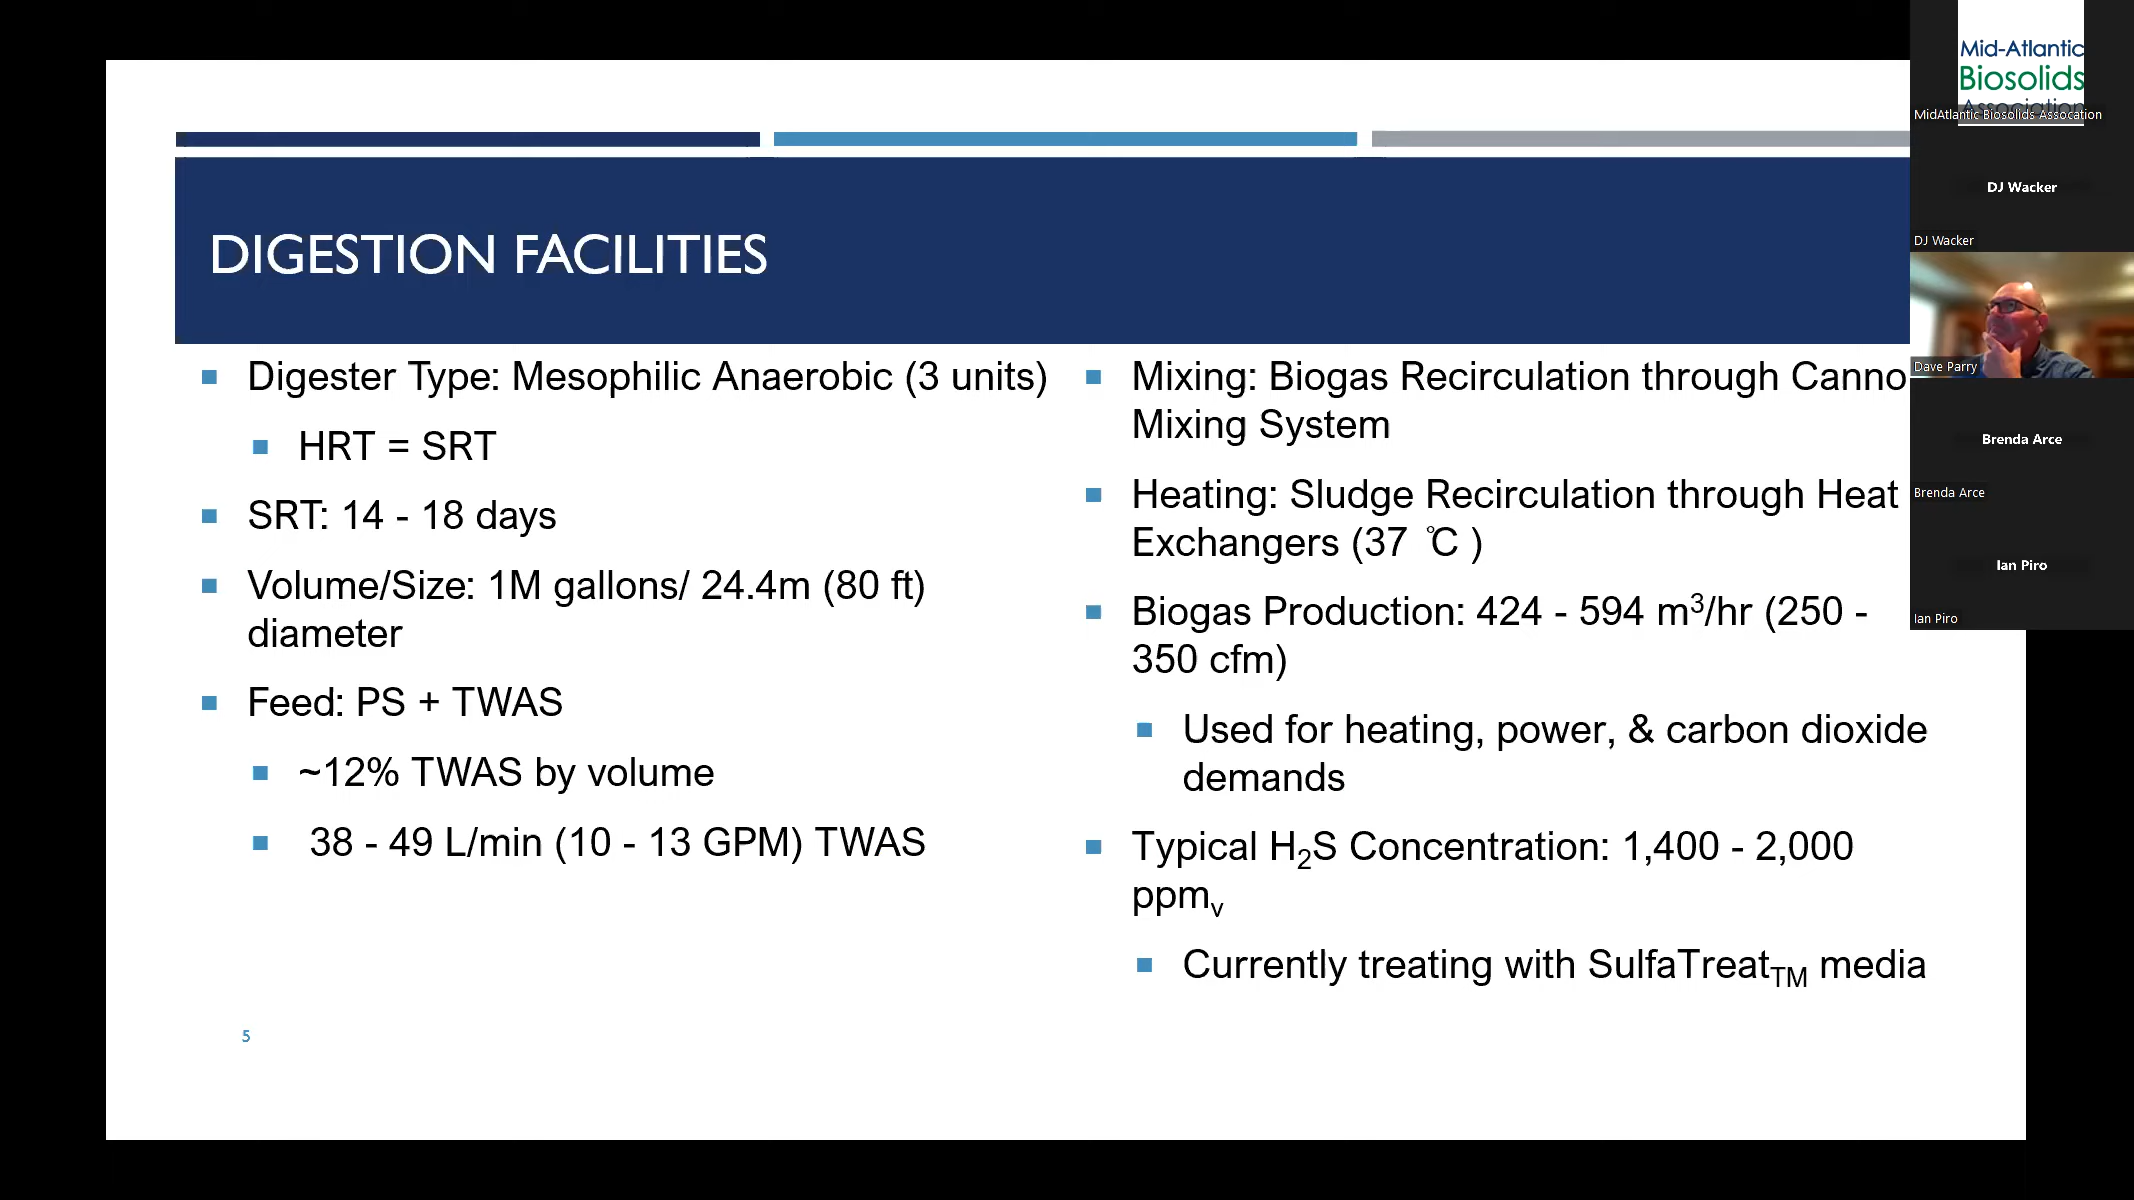 DIGESTION FACILITIES
Digester Type: Mesophilic Anaerobic (3 units)
HRT = SRT
SRT: 14 - 18 days
Volume/Size: 1M gallons/ 24.4m (80 ft)
diameter
Feed: PS + TWAS
~12% TWAS by volume
38 - 49 L/min (10 - 13 GPM) TWAS
Mixing: Biogas Recirculation through Canno
Mixing System
Heating: Sludge Recirculation through Heat
Exchangers (37 ℃ )
Biogas Production: 424 - 594 m³/hr (250 -
350 cfm)
Used for heating, power, & carbon dioxide
demands
Typical H₂S Concentration: 1,400 - 2,000
ppmᵥ
Currently treating with SulfaTreat™ media
5
Mid-Atlantic
Biosolids
Association
MidAtlantic Biosolids Assocation
DJ Wacker
DJ Wacker
Dave Parry
Brenda Arce
Brenda Arce
Ian Piro
Ian Piro